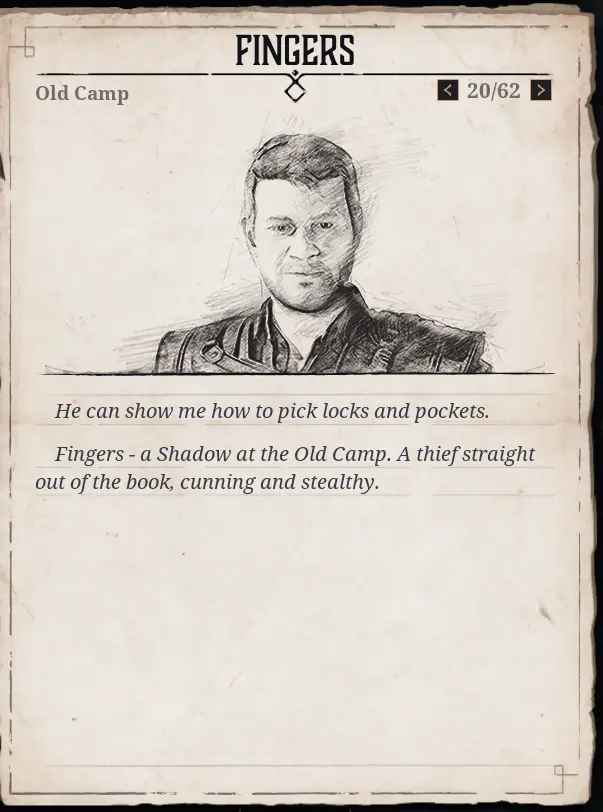 FINGERS
Old Camp
20/62
He can show me how to pick locks and pockets.
Fingers - a Shadow at the Old Camp. A thief straight
out of the book, cunning and stealthy.